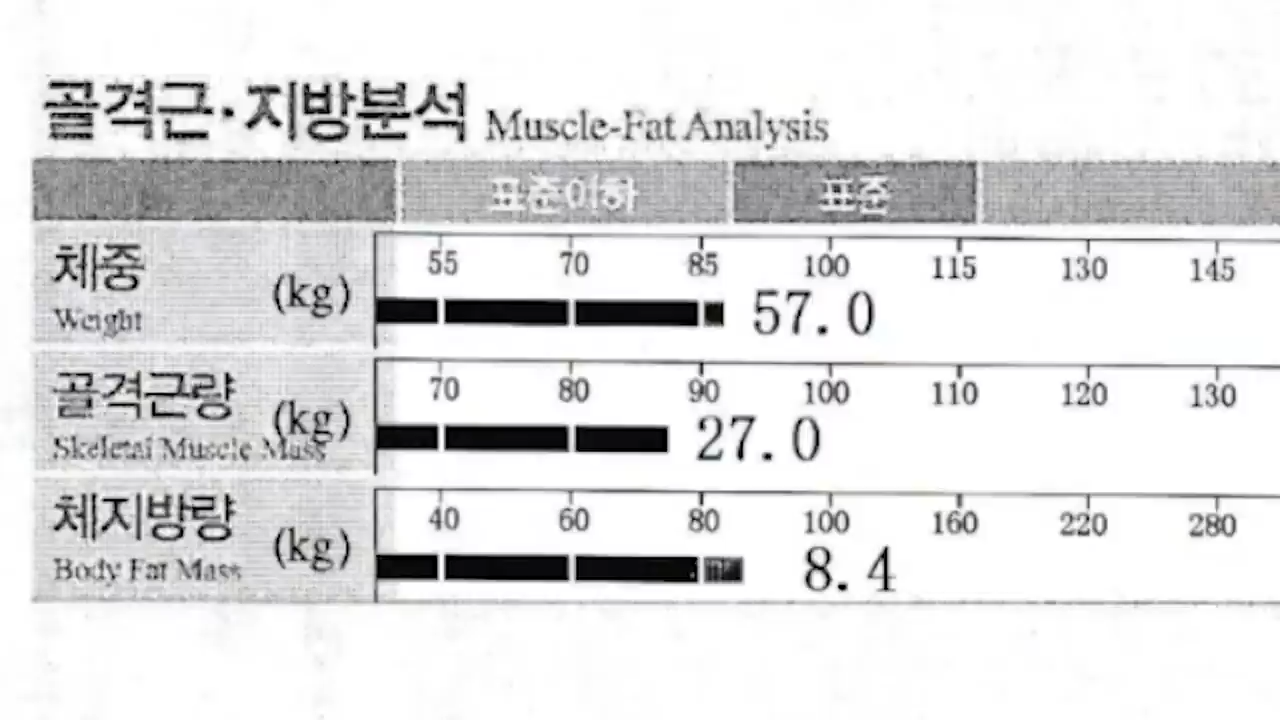 골격근·지방분석 Muscle-Fat Analysis
표준이하 표준
체중 (kg) 55 70 85 100 115 130 145
Weight 57.0
골격근량 (kg) 70 80 90 100 110 120 130
Skeletal Muscle Mass 27.0
체지방량 (kg) 40 60 80 100 160 220 280
Body Fat Mass 8.4